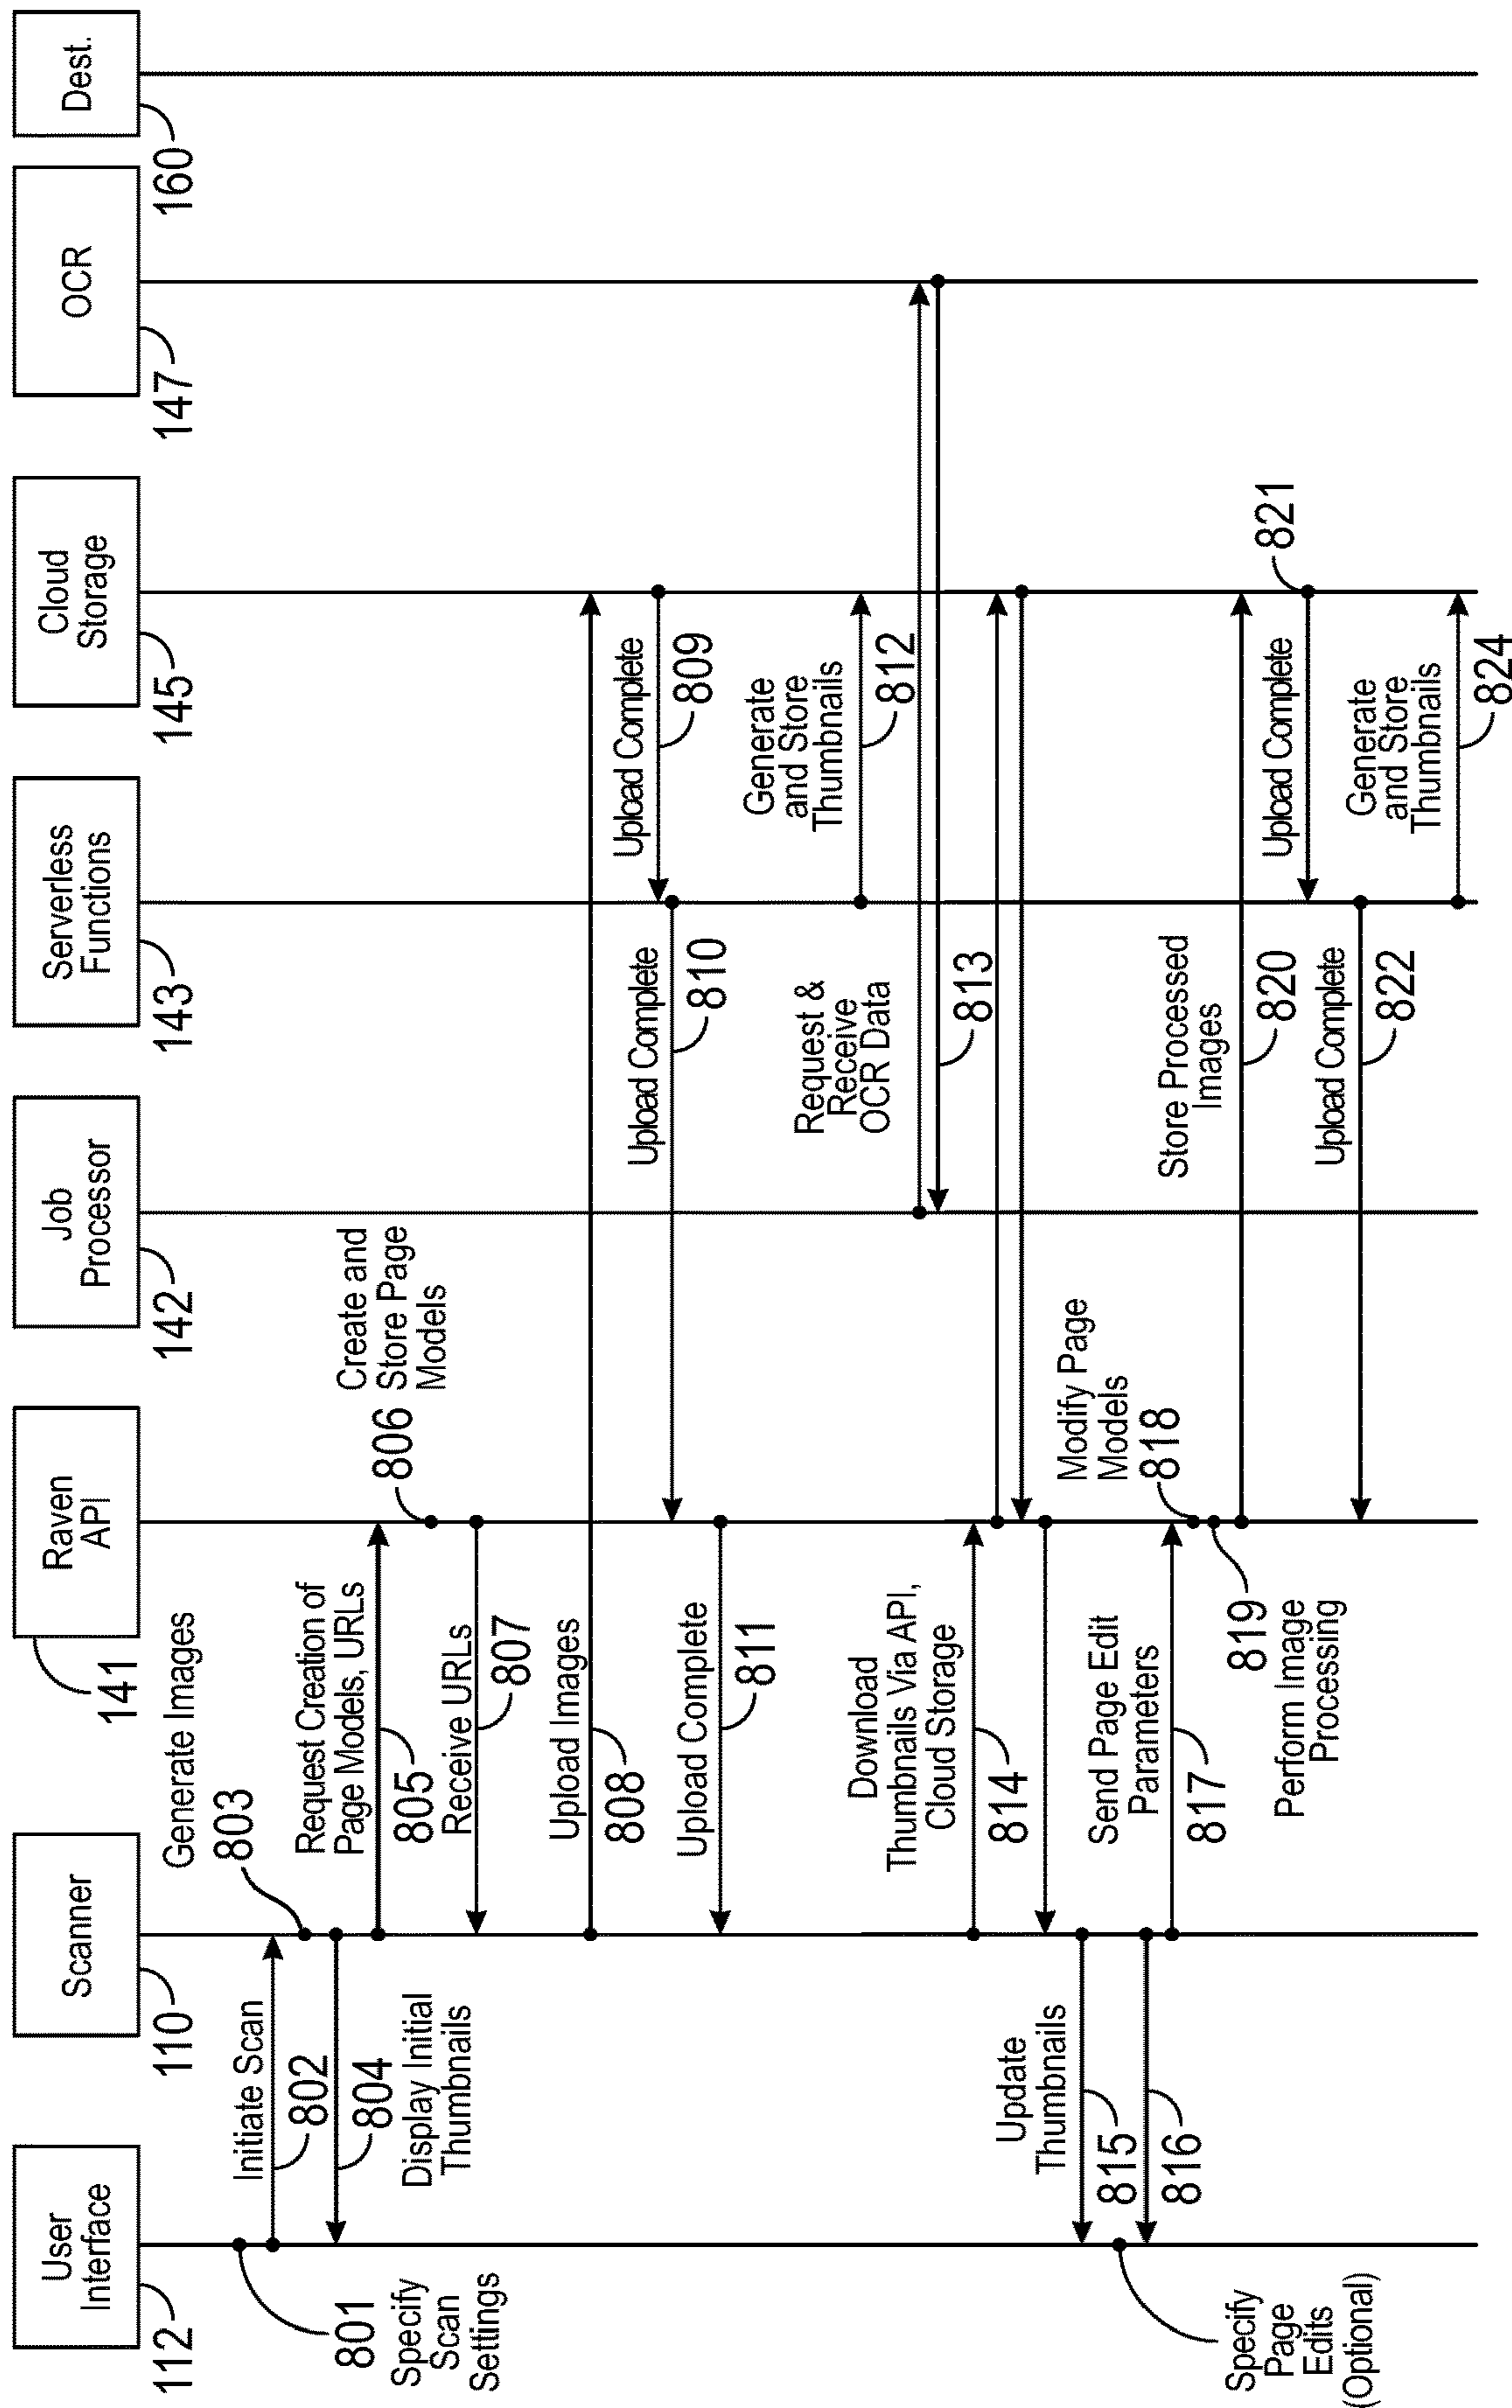 User
Interface
112
Scanner
110
Raven
API
141
Job
Processor
142
Serverless
Functions
143
Cloud
Storage
145
OCR
147
Dest.
160
801
Specify
Scan
Settings
Initiate Scan
802
Generate Images
803
804
Display Initial
Thumbnails
Request Creation of
Page Models, URLs
805
806
Create and
Store Page
Models
Receive URLs
807
Upload Images
808
Upload Complete
809
Upload Complete
810
Upload Complete
811
Generate
and Store
Thumbnails
812
Request &
Receive
OCR Data
813
Download
Thumbnails Via API,
Cloud Storage
814
Update
Thumbnails
815
816
Specify
Page
Edits
(Optional)
Send Page Edit
Parameters
817
Modify Page
Models
818
819
Perform Image
Processing
Store Processed
Images
820
821
Upload Complete
Upload Complete
822
Generate
and Store
Thumbnails
824